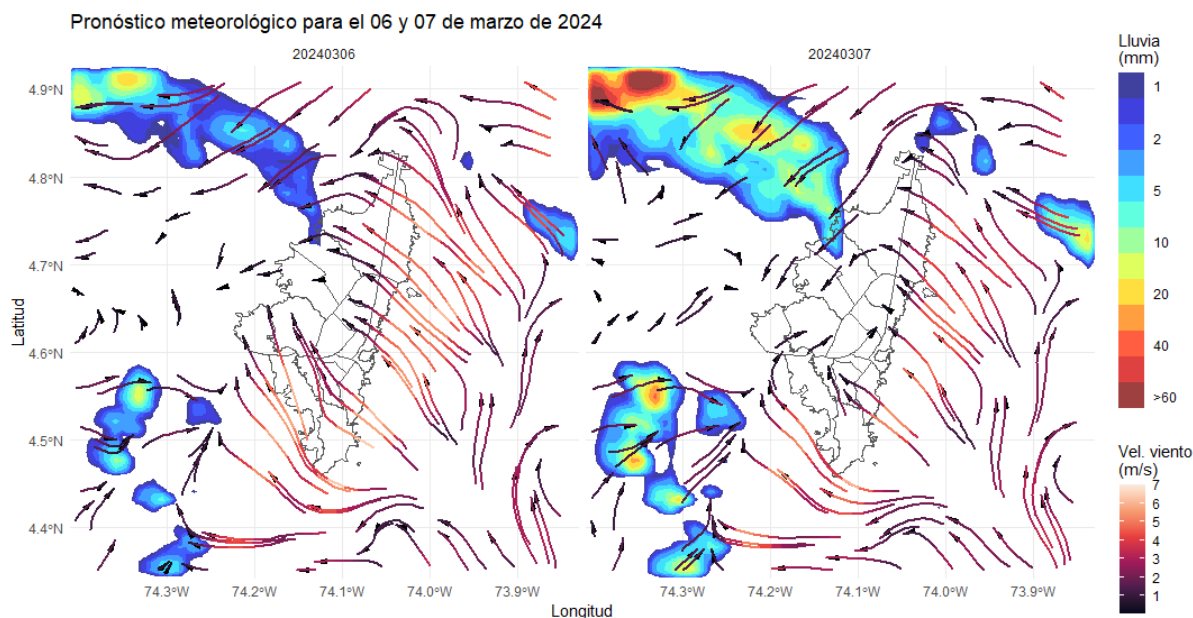 Pronóstico meteorológico para el 06 y 07 de marzo de 2024
20240306
20240307
Latitud
4.9°N
4.8°N
4.7°N
4.6°N
4.5°N
4.4°N
74.3°W
74.2°W
74.1°W
74.0°W
73.9°W
74.3°W
74.2°W
74.1°W
74.0°W
73.9°W
Longitud
Lluvia
(mm)
1
2
5
10
20
40
>60
Vel. viento
(m/s)
7
6
5
4
3
2
1